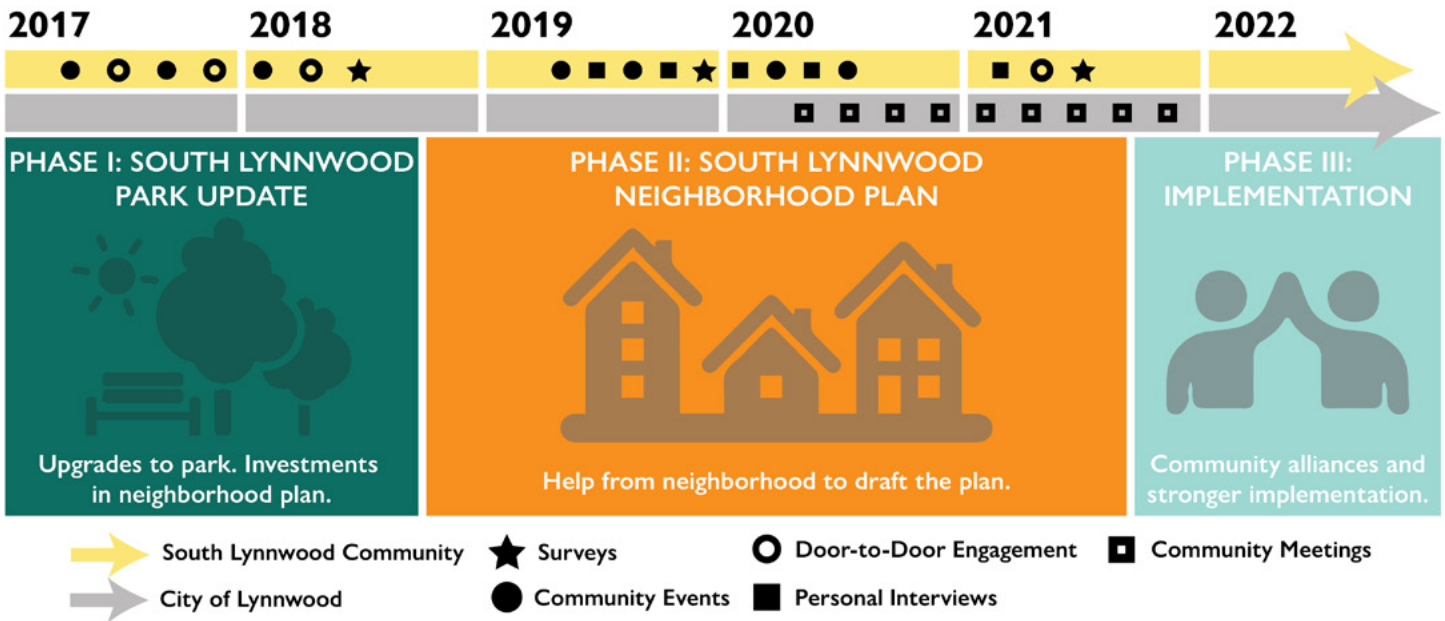 2017 2018 2019 2020 2021 2022
PHASE I: SOUTH LYNNWOOD
PARK UPDATE
Upgrades to park. Investments
in neighborhood plan.
PHASE II: SOUTH LYNNWOOD
NEIGHBORHOOD PLAN
Help from neighborhood to draft the plan.
PHASE III:
IMPLEMENTATION
Community alliances and
stronger implementation.
South Lynnwood Community
Surveys
Door-to-Door Engagement
Community Meetings
City of Lynnwood
Community Events
Personal Interviews